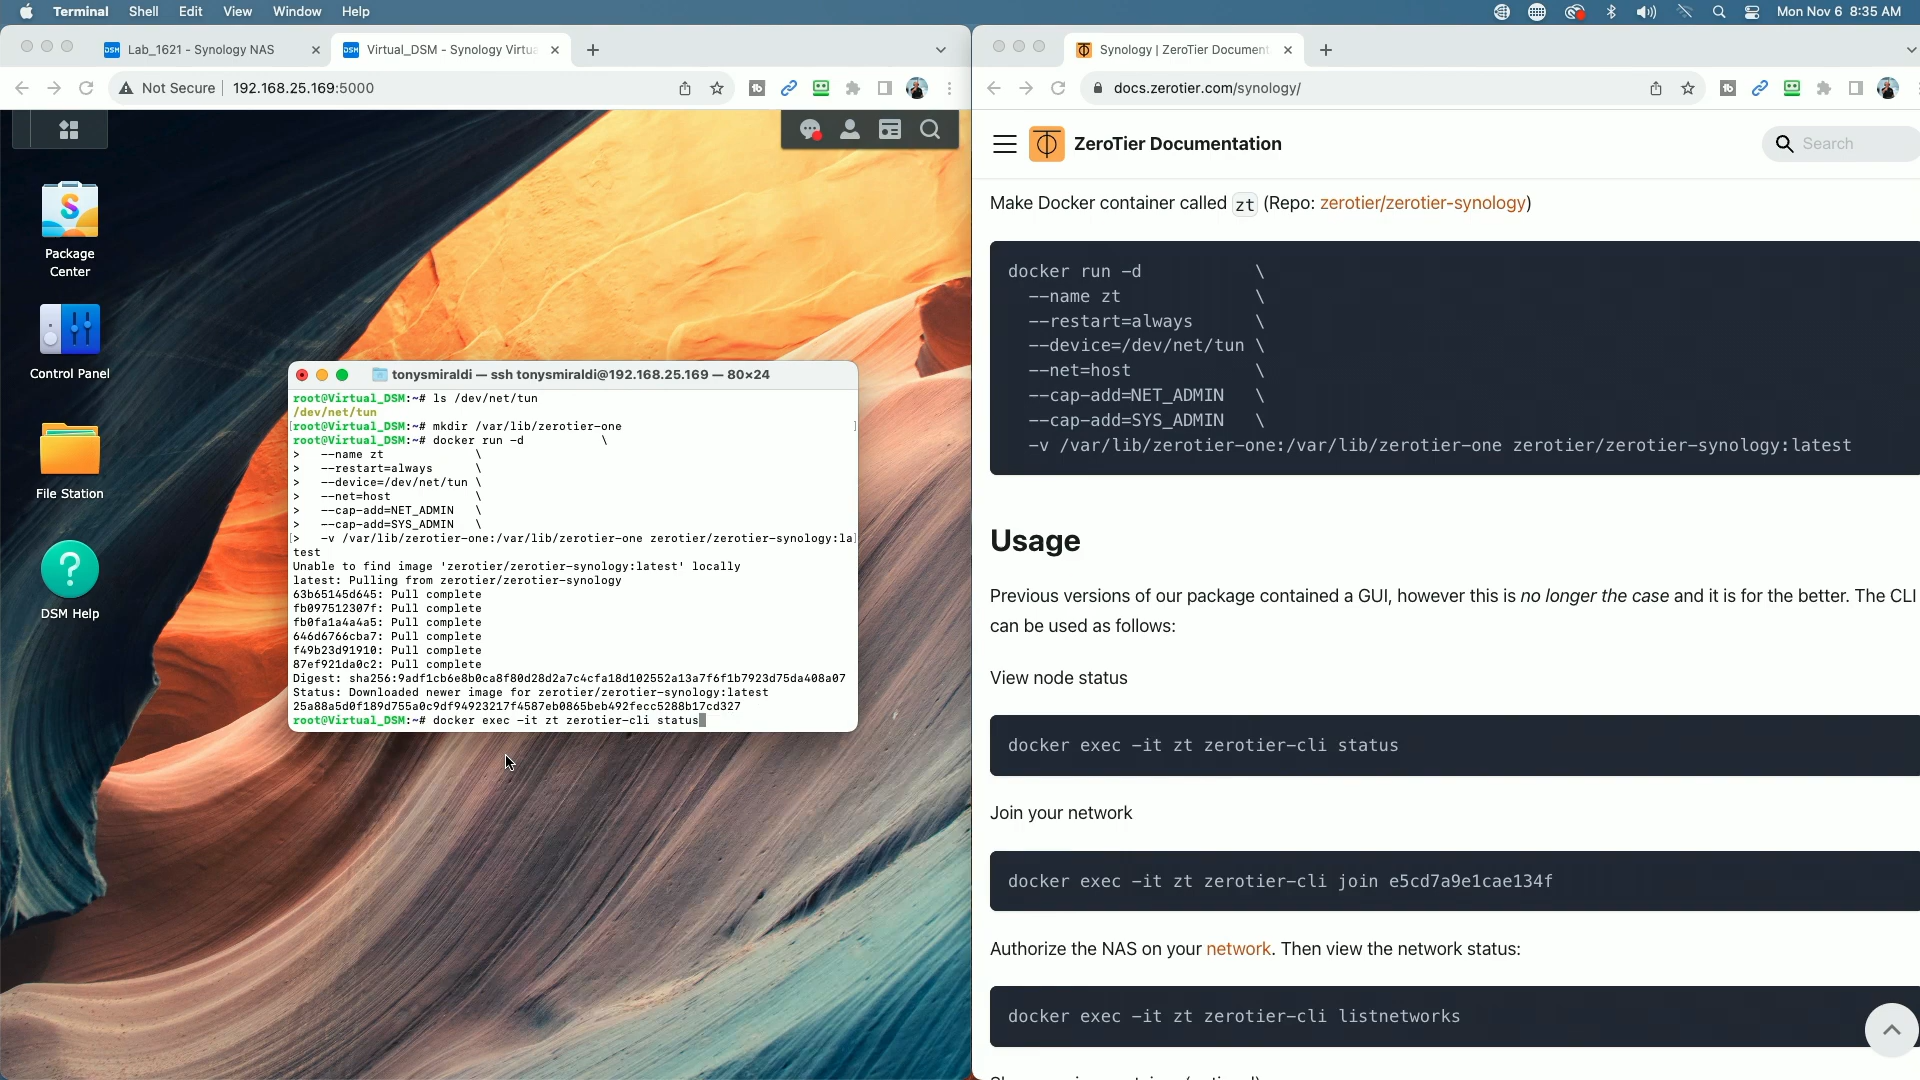 Terminal Shell Edit View Window Help
Mon Nov 6 8:35 AM
DSM Lab_1621 - Synology NAS
DSM Virtual_DSM - Synology Virtua
Not Secure 192.168.25.169:5000
Package
Center
Control Panel
File Station
?
DSM Help
tonysmiraldi — ssh tonysmiraldi@192.168.25.169 — 80×24
root@Virtual_DSM:~# ls /dev/net/tun
/dev/net/tun
[root@Virtual_DSM:~# mkdir /var/lib/zerotier-one ]
root@Virtual_DSM:~# docker run -d \
> --name zt \
> --restart=always \
> --device=/dev/net/tun \
> --net=host \
> --cap-add=NET_ADMIN \
> --cap-add=SYS_ADMIN \
[> -v /var/lib/zerotier-one:/var/lib/zerotier-one zerotier/zerotier-synology:la]
test
Unable to find image 'zerotier/zerotier-synology:latest' locally
latest: Pulling from zerotier/zerotier-synology
63b65145d645: Pull complete
fb097512307f: Pull complete
fb0fa1a4a4a5: Pull complete
646d6766cba7: Pull complete
f49b23d91910: Pull complete
87ef921da0c2: Pull complete
Digest: sha256:9adf1cb6e8b0ca8f80d28d2a7c4cfa18d102552a13a7f6f1b7923d75da408a07
Status: Downloaded newer image for zerotier/zerotier-synology:latest
25a88a5d0f189d755a0c9df94923217f4587eb0865beb492fecc5288b17cd327
root@Virtual_DSM:~# docker exec -it zt zerotier-cli status
Synology | ZeroTier Document
docs.zerotier.com/synology/
ZeroTier Documentation
Search
Make Docker container called zt (Repo: zerotier/zerotier-synology)
docker run -d \
--name zt \
--restart=always \
--device=/dev/net/tun \
--net=host \
--cap-add=NET_ADMIN \
--cap-add=SYS_ADMIN \
-v /var/lib/zerotier-one:/var/lib/zerotier-one zerotier/zerotier-synology:latest
Usage
Previous versions of our package contained a GUI, however this is no longer the case and it is for the better. The CLI
can be used as follows:
View node status
docker exec -it zt zerotier-cli status
Join your network
docker exec -it zt zerotier-cli join e5cd7a9e1cae134f
Authorize the NAS on your network. Then view the network status:
docker exec -it zt zerotier-cli listnetworks